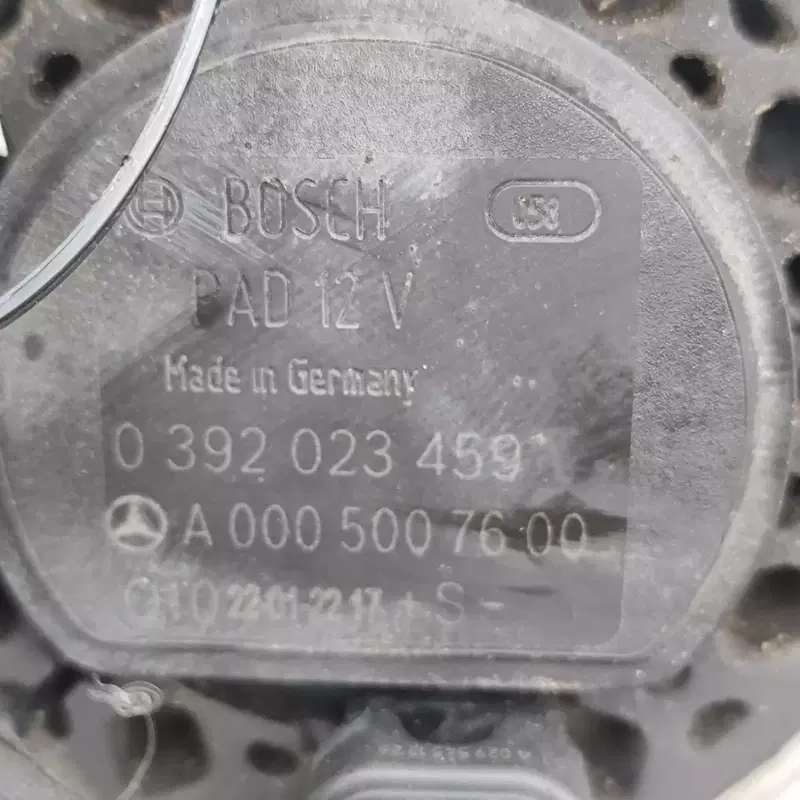 BOSCH J58
PAD 12 V
Made in Germany
0 392 023 459
A 000 500 76 00
22-01-22 17 + S -